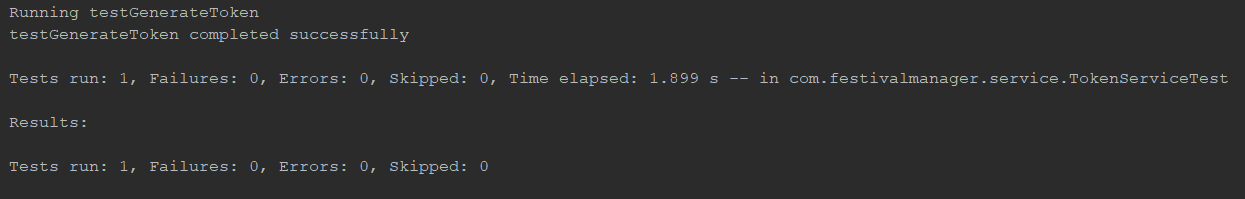 Running testGenerateToken
testGenerateToken completed successfully
Tests run: 1, Failures: 0, Errors: 0, Skipped: 0, Time elapsed: 1.899 s -- in com.festivalmanager.service.TokenServiceTest
Results:
Tests run: 1, Failures: 0, Errors: 0, Skipped: 0